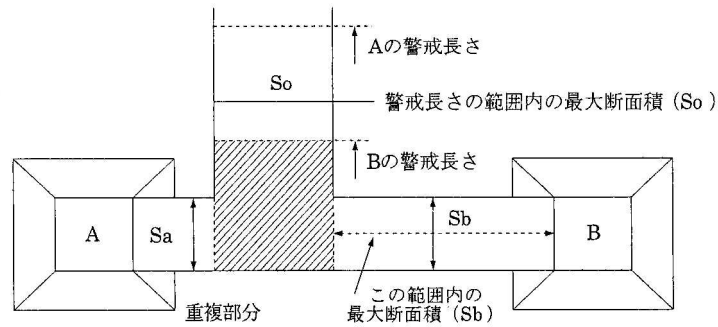 Aの警戒長さ
So
警戒長さの範囲内の最大断面積（So）
Bの警戒長さ
A
Sa
Sb
B
重複部分
この範囲内の
最大断面積（Sb）